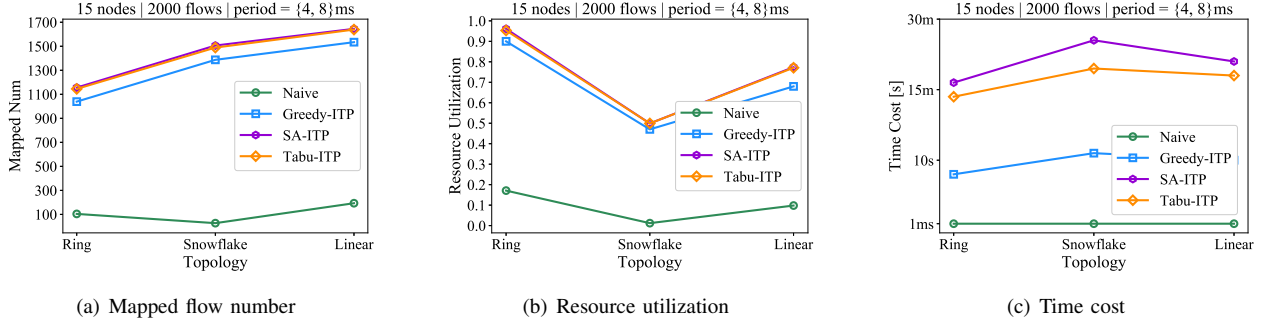 15 nodes | 2000 flows | period = {4, 8}ms
1700
1500
1300
1100
900
700
500
300
100
Mapped Num
Naive
Greedy-ITP
SA-ITP
Tabu-ITP
Ring
Snowflake
Linear
Topology
(a) Mapped flow number
15 nodes | 2000 flows | period = {4, 8}ms
1.0
0.9
0.8
0.7
0.6
0.5
0.4
0.3
0.2
0.1
0.0
Resource Utilization
Naive
Greedy-ITP
SA-ITP
Tabu-ITP
Ring
Snowflake
Linear
Topology
(b) Resource utilization
15 nodes | 2000 flows | period = {4, 8}ms
30m
15m
10s
1ms
Time Cost [s]
Naive
Greedy-ITP
SA-ITP
Tabu-ITP
Ring
Snowflake
Linear
Topology
(c) Time cost